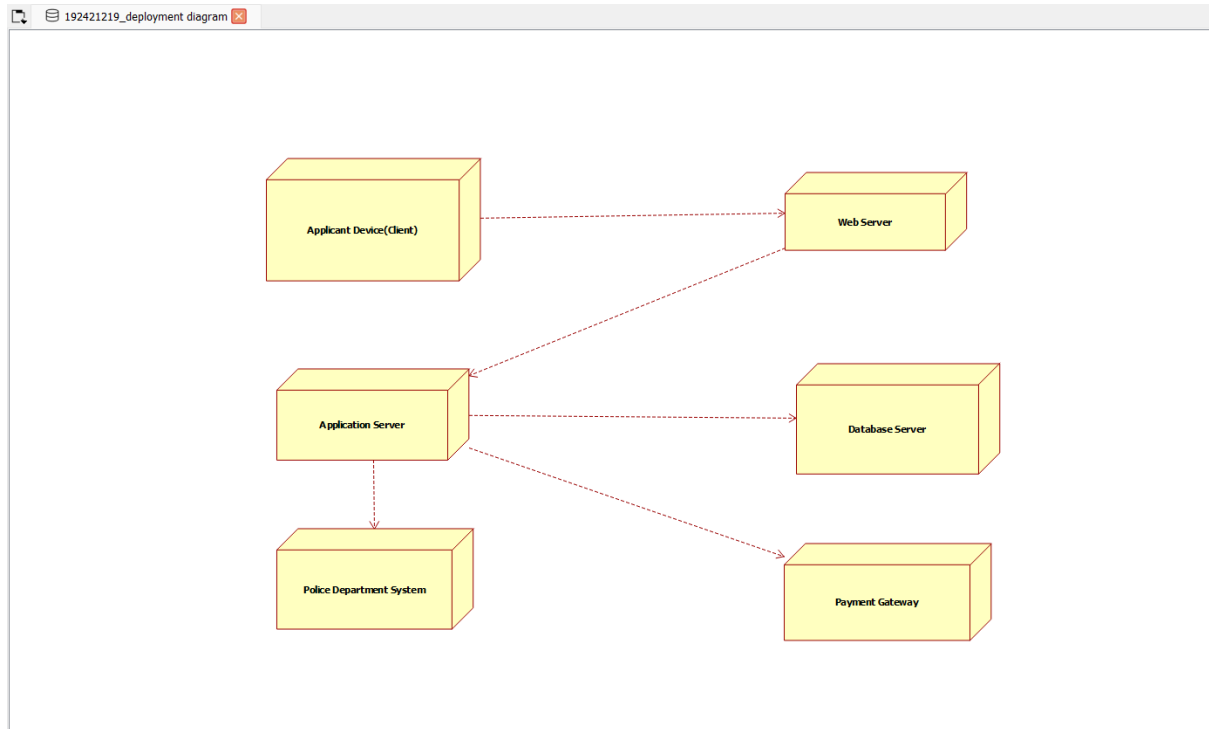 192421219_deployment diagram
Applicant Device(Client)
Web Server
Application Server
Database Server
Police Department System
Payment Gateway